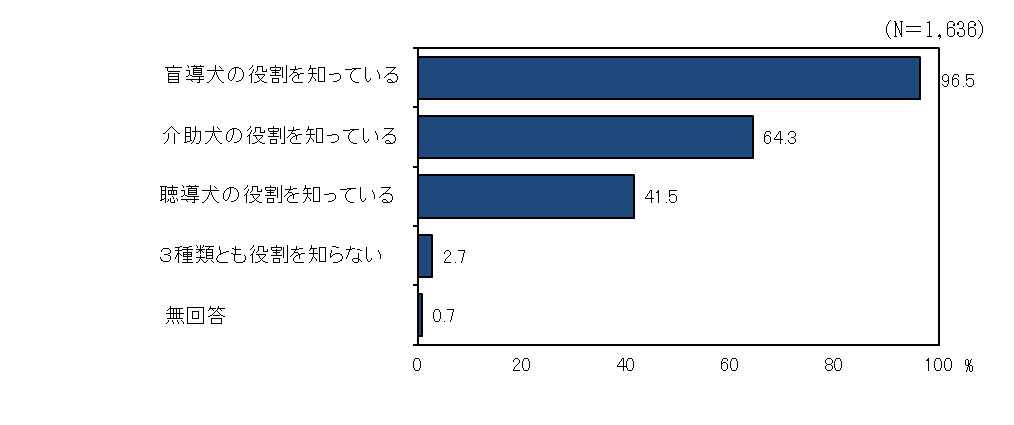 (N＝1,636)
盲導犬の役割を知っている
96.5
介助犬の役割を知っている
64.3
聴導犬の役割を知っている
41.5
３種類とも役割を知らない
2.7
無回答
0.7
0 20 40 60 80 100 %